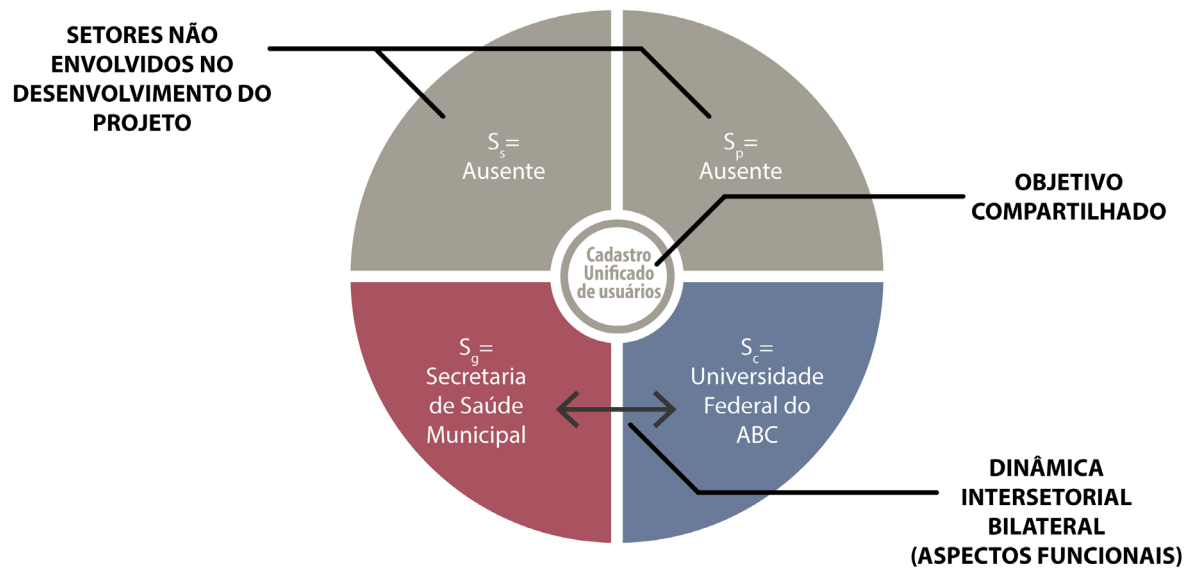 SETORES NÃO
ENVOLVIDOS NO
DESENVOLVIMENTO DO
PROJETO
Ss=
Ausente
Sp=
Ausente
OBJETIVO
COMPARTILHADO
Cadastro
Unificado
de usuários
Sg=
Secretaria
de Saúde
Municipal
Sc=
Universidade
Federal do
ABC
DINÂMICA
INTERSETORIAL
BILATERAL
(ASPECTOS FUNCIONAIS)